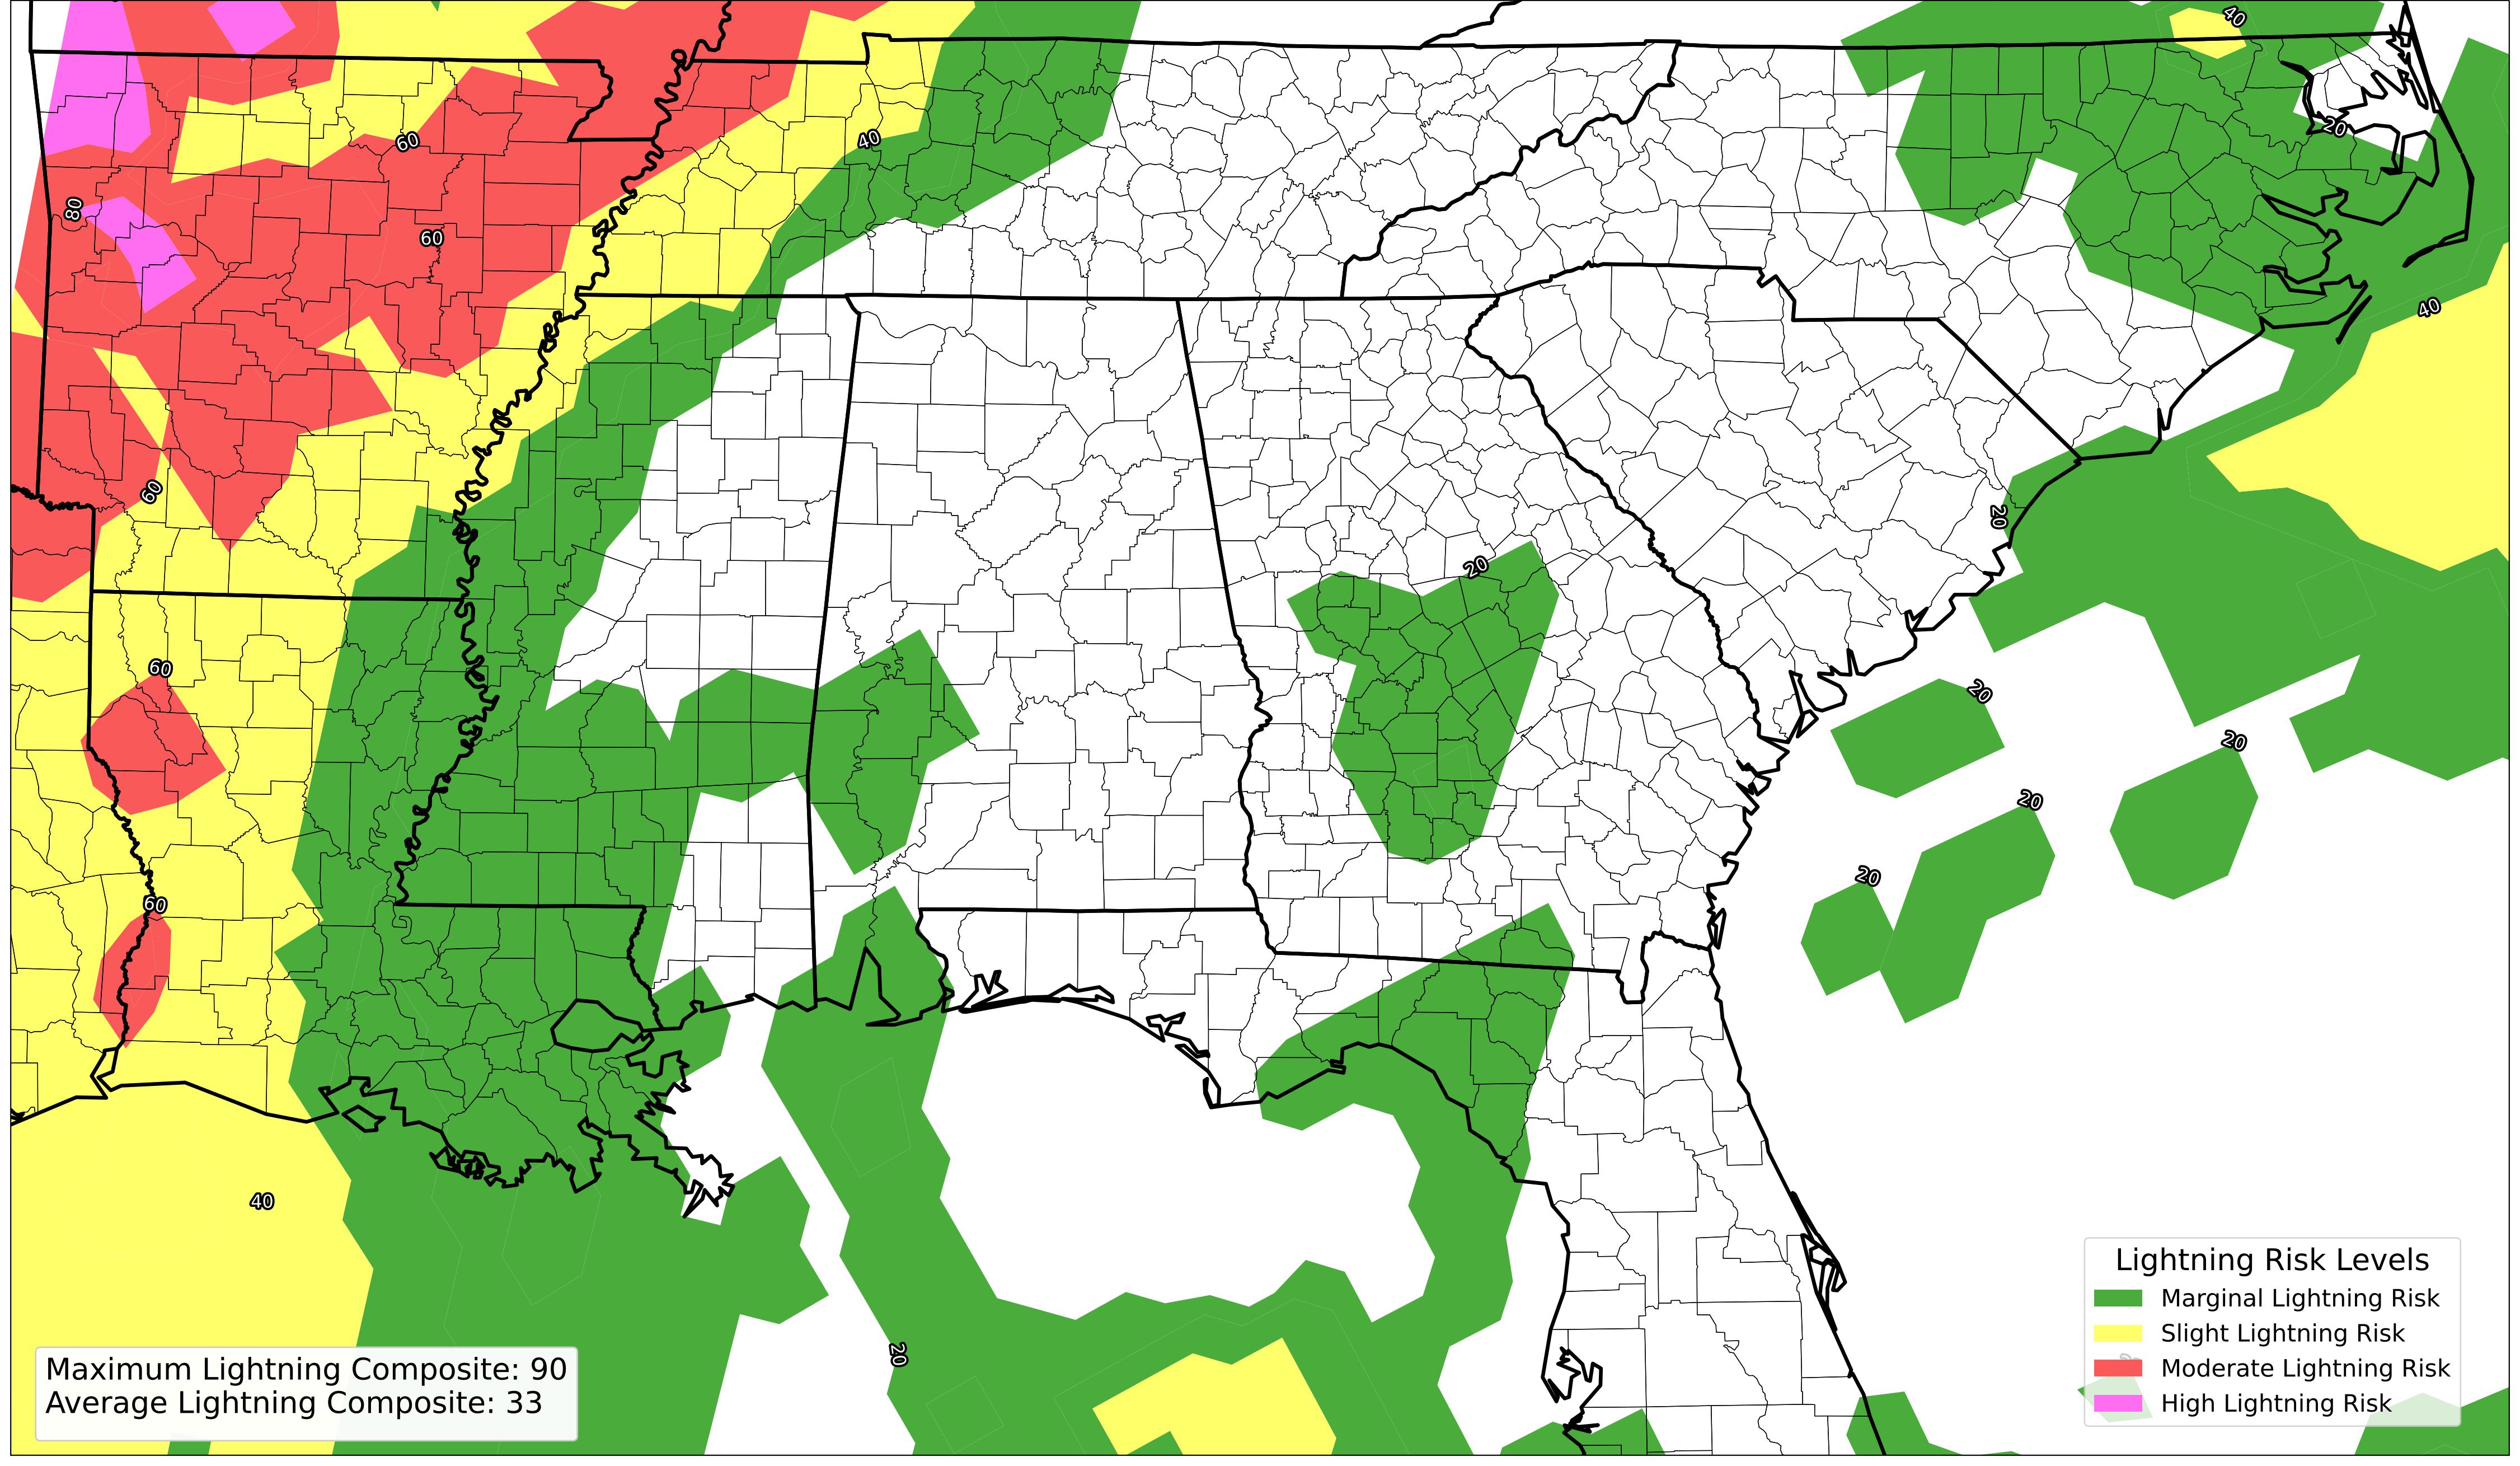 40
20
60
40
80
60
40
60
20
20
60
20
20
20
20
60
40
20
Lightning Risk Levels
Marginal Lightning Risk
Slight Lightning Risk
Moderate Lightning Risk
High Lightning Risk
Maximum Lightning Composite: 90
Average Lightning Composite: 33